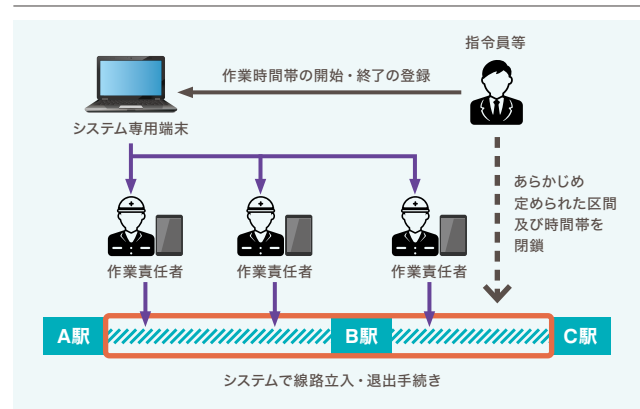 指令員等
作業時間帯の開始・終了の登録
システム専用端末
あらかじめ
定められた区間
及び時間帯を
閉鎖
作業責任者
作業責任者
作業責任者
A駅
B駅
C駅
システムで線路立入・退出手続き